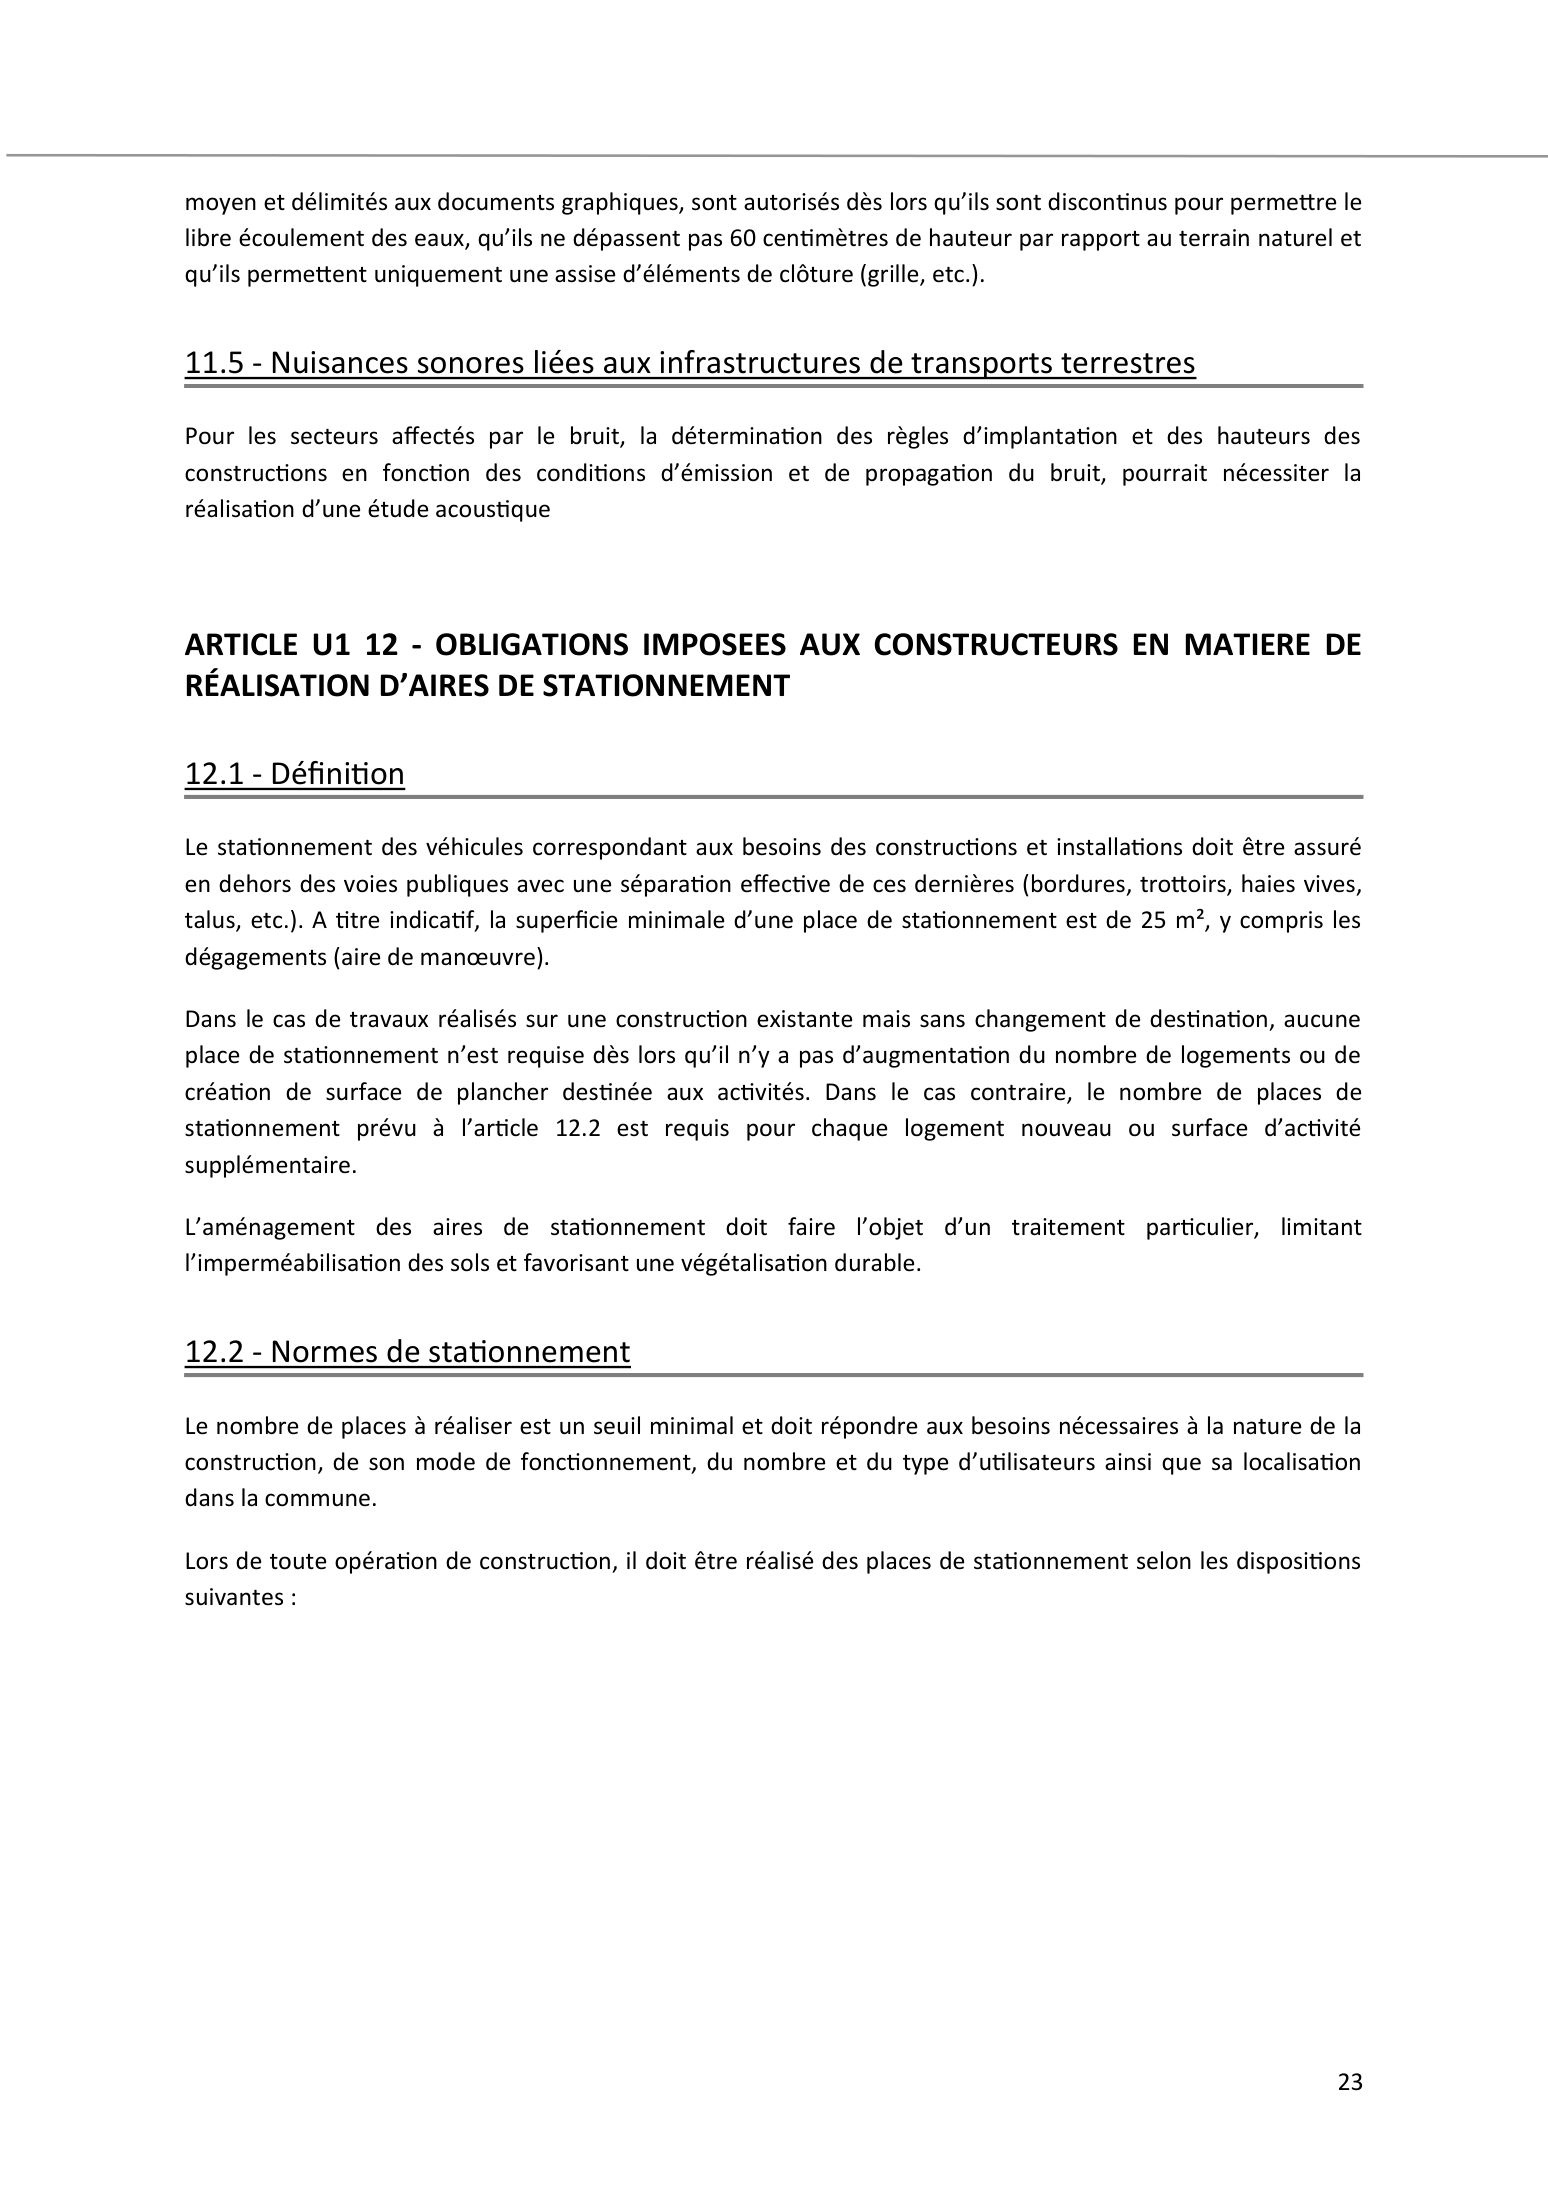 moyen et délimités aux documents graphiques, sont autorisés dès lors qu’ils sont discontinus pour permettre le
libre écoulement des eaux, qu’ils ne dépassent pas 60 centimètres de hauteur par rapport au terrain naturel et
qu’ils permettent uniquement une assise d’éléments de clôture (grille, etc.).
11.5 - Nuisances sonores liées aux infrastructures de transports terrestres
Pour les secteurs affectés par le bruit, la détermination des règles d’implantation et des hauteurs des
constructions en fonction des conditions d’émission et de propagation du bruit, pourrait nécessiter la
réalisation d’une étude acoustique
ARTICLE U1 12 - OBLIGATIONS IMPOSEES AUX CONSTRUCTEURS EN MATIERE DE
RÉALISATION D’AIRES DE STATIONNEMENT
12.1 - Définition
Le stationnement des véhicules correspondant aux besoins des constructions et installations doit être assuré
en dehors des voies publiques avec une séparation effective de ces dernières (bordures, trottoirs, haies vives,
talus, etc.). A titre indicatif, la superficie minimale d’une place de stationnement est de 25 m², y compris les
dégagements (aire de manœuvre).
Dans le cas de travaux réalisés sur une construction existante mais sans changement de destination, aucune
place de stationnement n’est requise dès lors qu’il n’y a pas d’augmentation du nombre de logements ou de
création de surface de plancher destinée aux activités. Dans le cas contraire, le nombre de places de
stationnement prévu à l’article 12.2 est requis pour chaque logement nouveau ou surface d’activité
supplémentaire.
L’aménagement des aires de stationnement doit faire l’objet d’un traitement particulier, limitant
l’imperméabilisation des sols et favorisant une végétalisation durable.
12.2 - Normes de stationnement
Le nombre de places à réaliser est un seuil minimal et doit répondre aux besoins nécessaires à la nature de la
construction, de son mode de fonctionnement, du nombre et du type d’utilisateurs ainsi que sa localisation
dans la commune.
Lors de toute opération de construction, il doit être réalisé des places de stationnement selon les dispositions
suivantes :
23